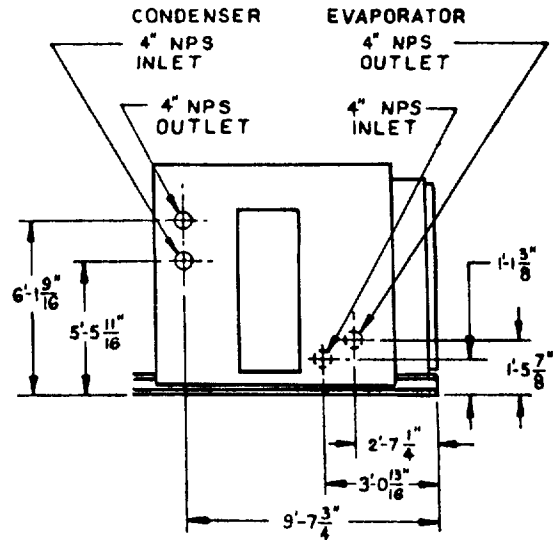 CONDENSER
4" NPS
INLET
4" NPS
OUTLET
EVAPORATOR
4" NPS
OUTLET
4" NPS
INLET
6'-1 9/16"
5'-5 11/16"
1'-1 3/8"
1'-5 7/8"
2'-7 1/4"
3'-0 13/16"
9'-7 3/4"